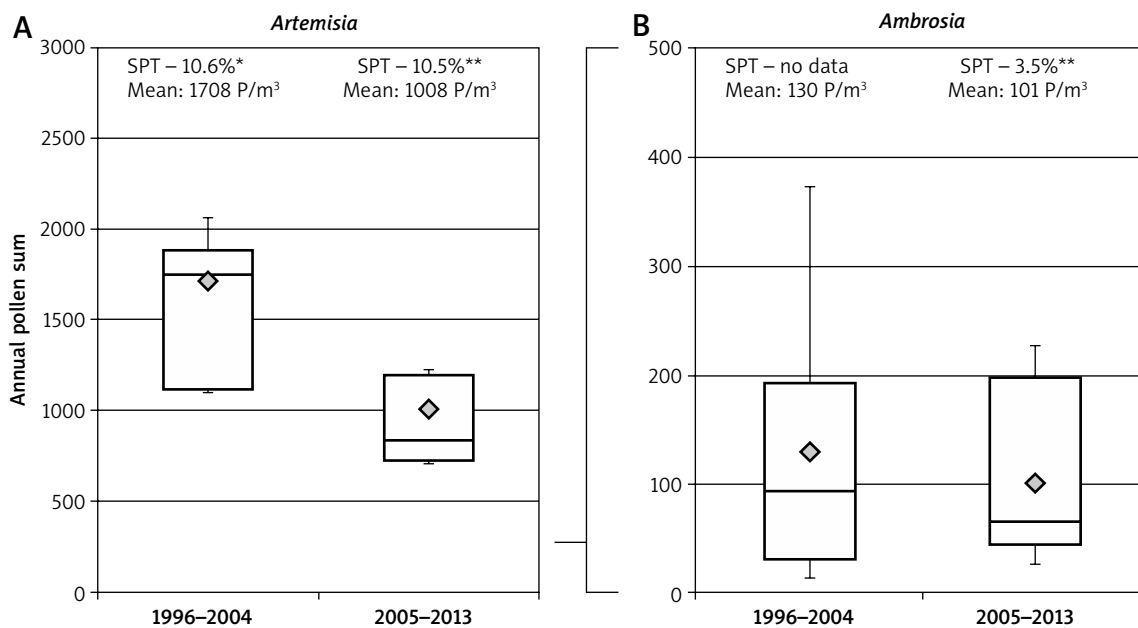 A
Artemisia
3000
2500
2000
1500
1000
500
0
Annual pollen sum
SPT – 10.6%*
Mean: 1708 P/m³
SPT – 10.5%**
Mean: 1008 P/m³
1996–2004
2005–2013
B
Ambrosia
500
400
300
200
100
0
SPT – no data
Mean: 130 P/m³
SPT – 3.5%**
Mean: 101 P/m³
1996–2004
2005–2013